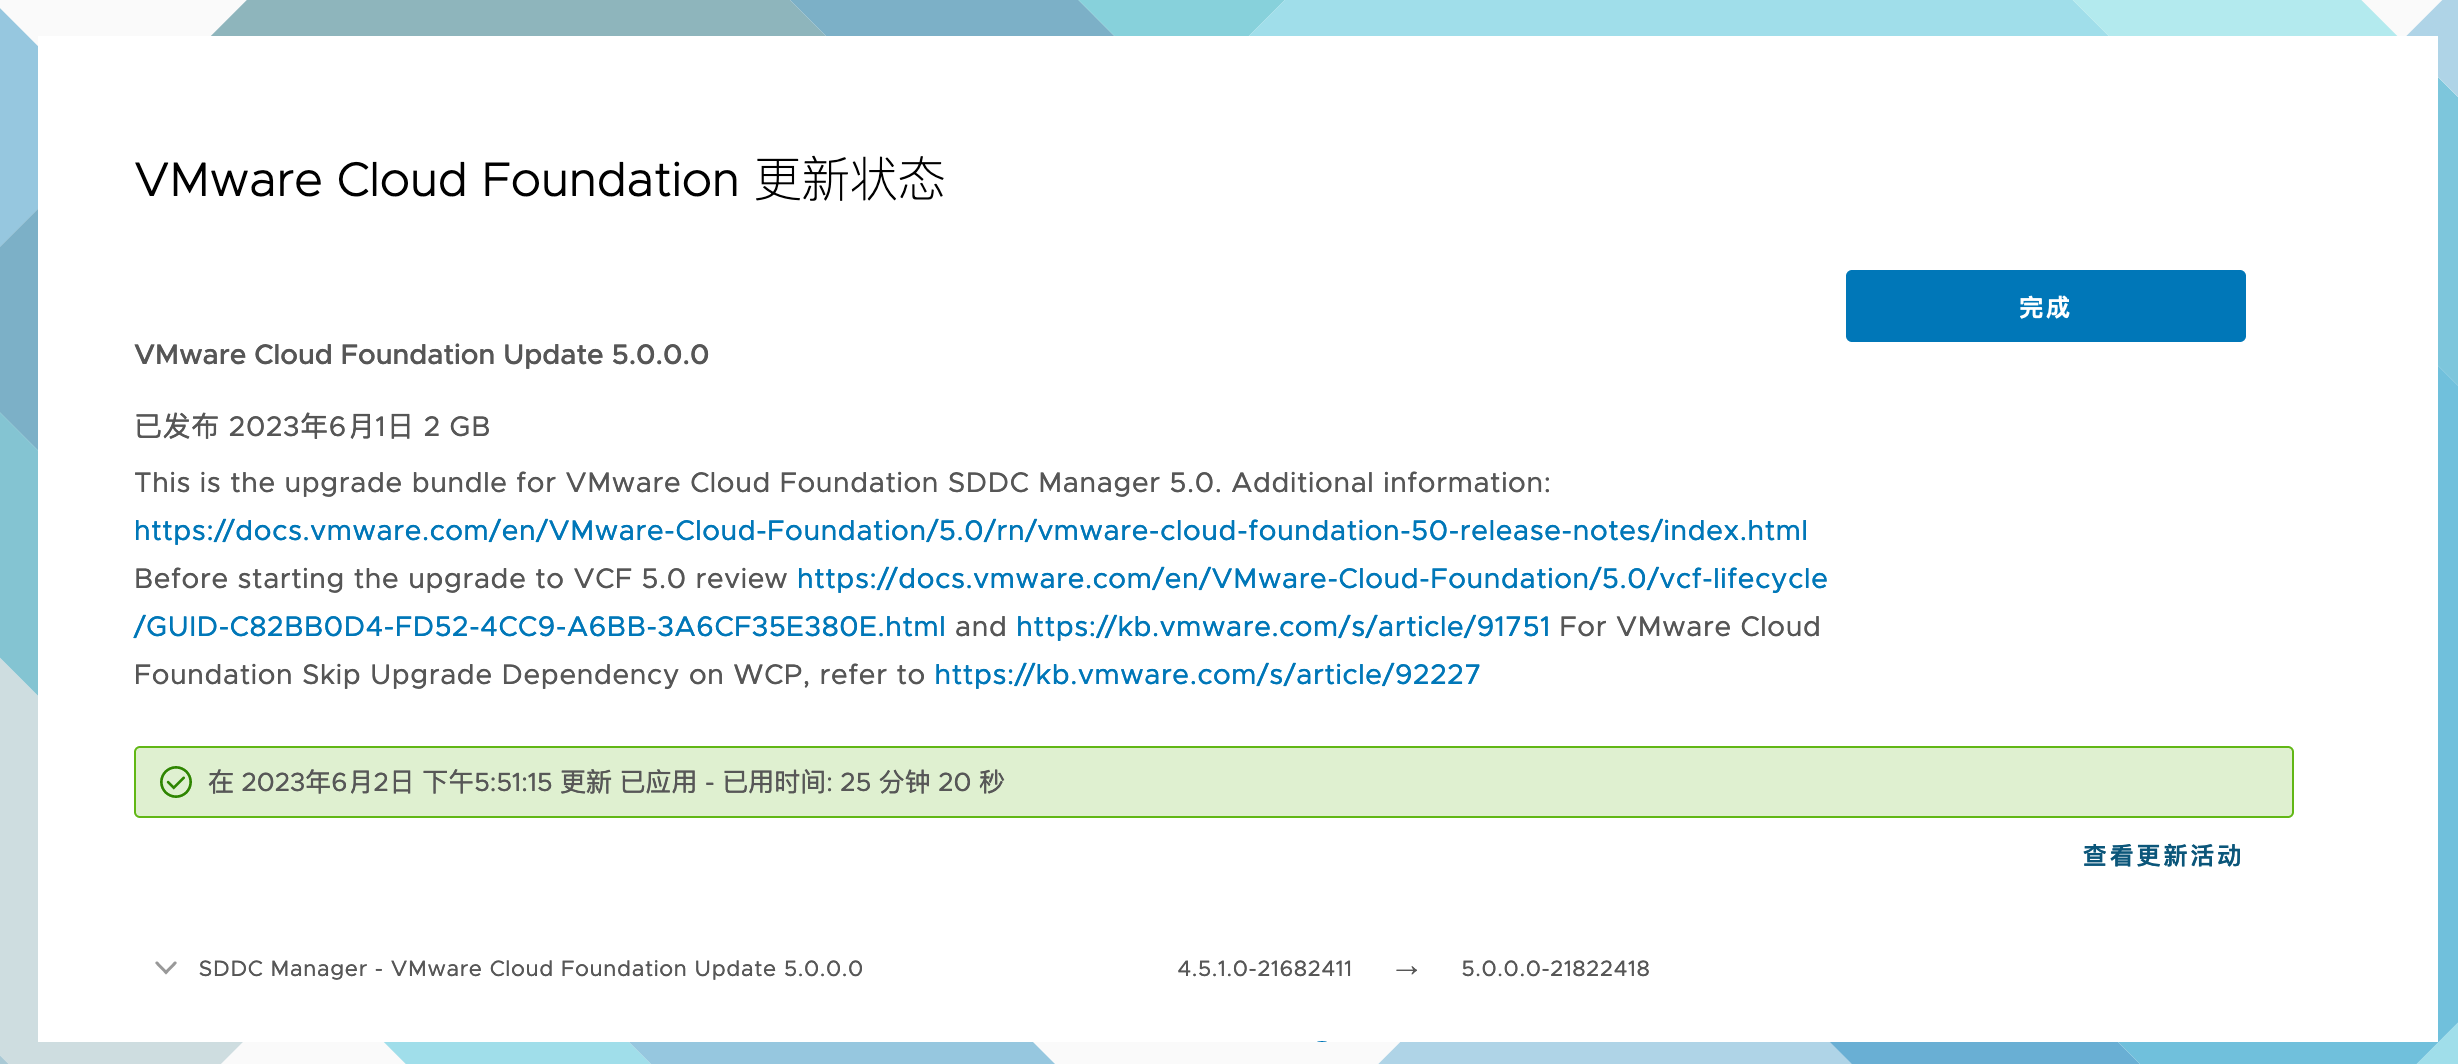 VMware Cloud Foundation 更新状态
完成
VMware Cloud Foundation Update 5.0.0.0
已发布 2023年6月1日 2 GB
This is the upgrade bundle for VMware Cloud Foundation SDDC Manager 5.0. Additional information:
https://docs.vmware.com/en/VMware-Cloud-Foundation/5.0/rn/vmware-cloud-foundation-50-release-notes/index.html
Before starting the upgrade to VCF 5.0 review https://docs.vmware.com/en/VMware-Cloud-Foundation/5.0/vcf-lifecycle
/GUID-C82BB0D4-FD52-4CC9-A6BB-3A6CF35E380E.html and https://kb.vmware.com/s/article/91751 For VMware Cloud
Foundation Skip Upgrade Dependency on WCP, refer to https://kb.vmware.com/s/article/92227
在 2023年6月2日 下午5:51:15 更新 已应用 - 已用时间: 25 分钟 20 秒
查看更新活动
SDDC Manager - VMware Cloud Foundation Update 5.0.0.0 4.5.1.0-21682411 → 5.0.0.0-21822418